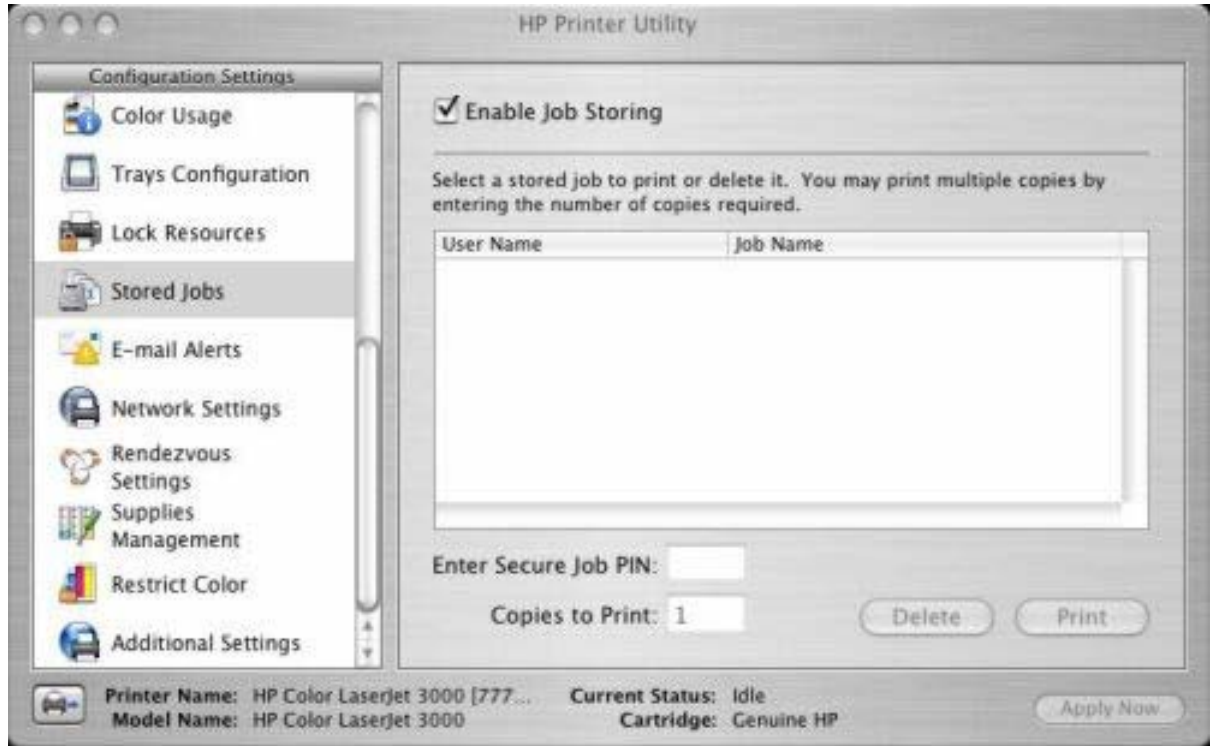 HP Printer Utility
Configuration Settings
Color Usage
Trays Configuration
Lock Resources
Stored Jobs
E-mail Alerts
Network Settings
Rendezvous
Settings
Supplies
Management
Restrict Color
Additional Settings
Enable Job Storing
Select a stored job to print or delete it. You may print multiple copies by
entering the number of copies required.
User Name Job Name
Enter Secure Job PIN:
Copies to Print: 1
Delete Print
Printer Name: HP Color LaserJet 3000 [777... Current Status: Idle
Model Name: HP Color LaserJet 3000 Cartridge: Genuine HP
Apply Now